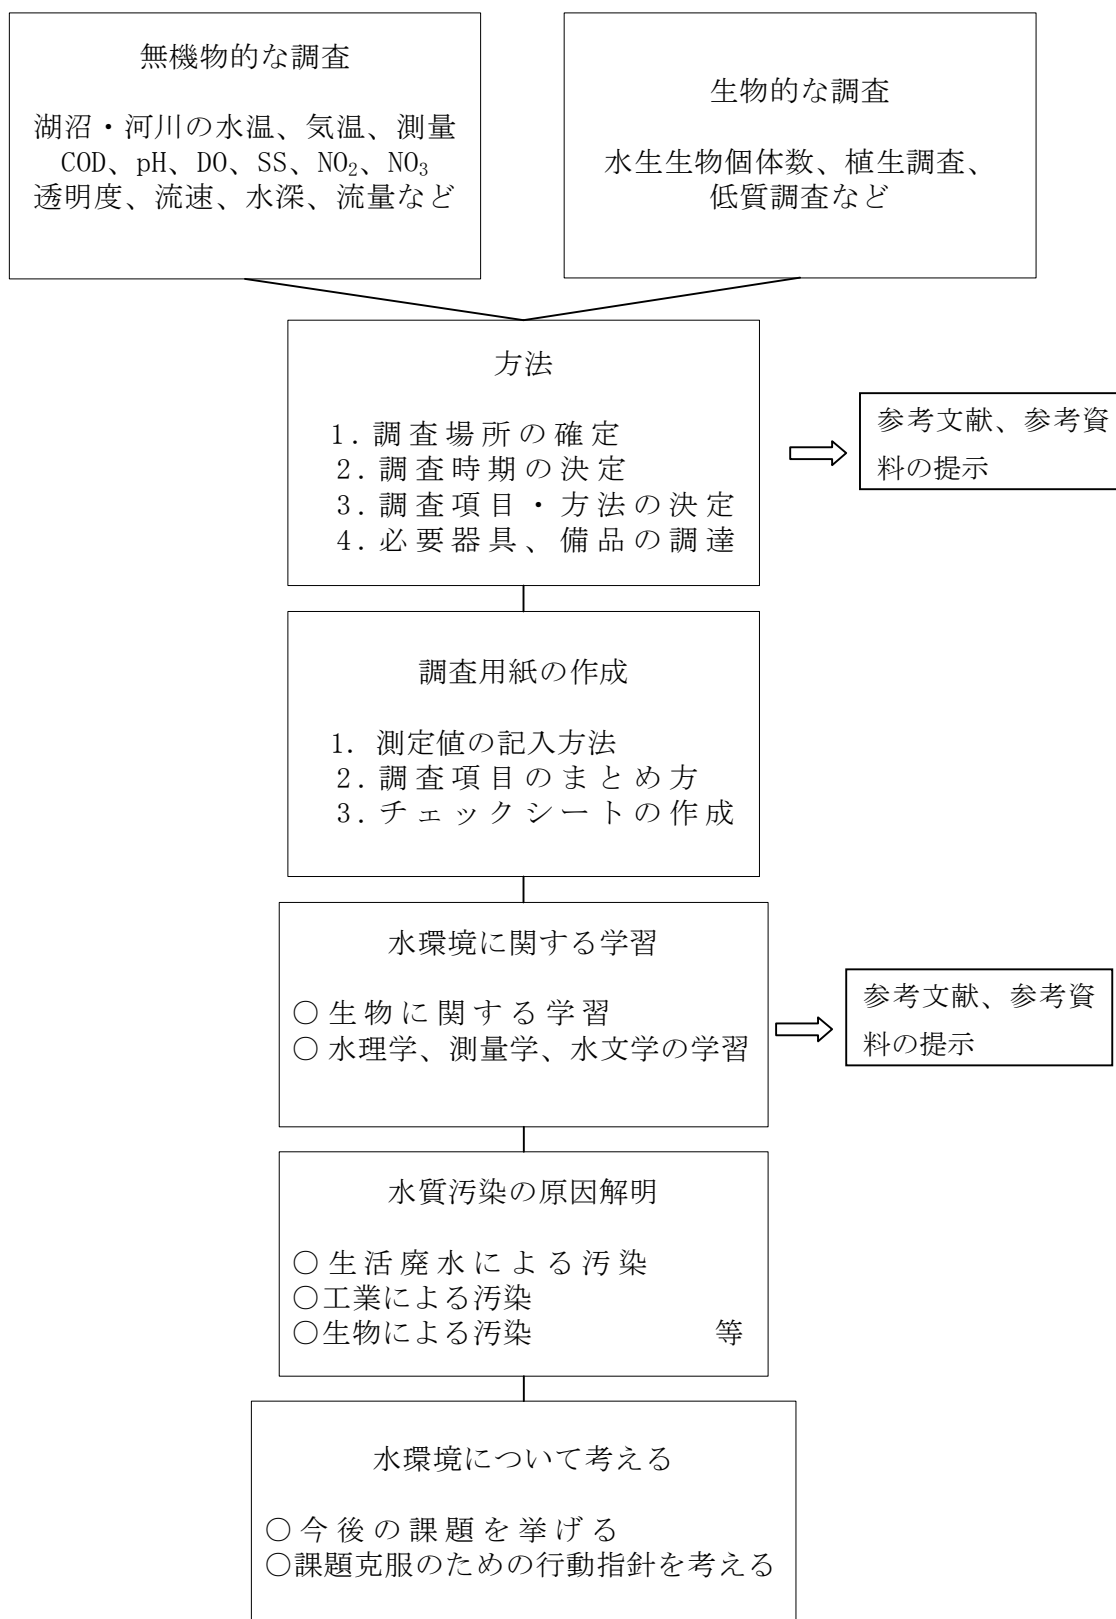 無機物的な調査
湖沼・河川の水温、気温、測量
COD、pH、DO、SS、NO₂、NO₃
透明度、流速、水深、流量など
生物的な調査
水生生物個体数、植生調査、
低質調査など
方法
1.調査場所の確定
2.調査時期の決定
3.調査項目・方法の決定
4.必要器具、備品の調達
参考文献、参考資
料の提示
調査用紙の作成
1. 測定値の記入方法
2.調査項目のまとめ方
3.チェックシートの作成
水環境に関する学習
○生物に関する学習
○水理学、測量学、水文学の学習
参考文献、参考資
料の提示
水質汚染の原因解明
○生活廃水による汚染
○工業による汚染
○生物による汚染 等
水環境について考える
○今後の課題を挙げる
○課題克服のための行動指針を考える